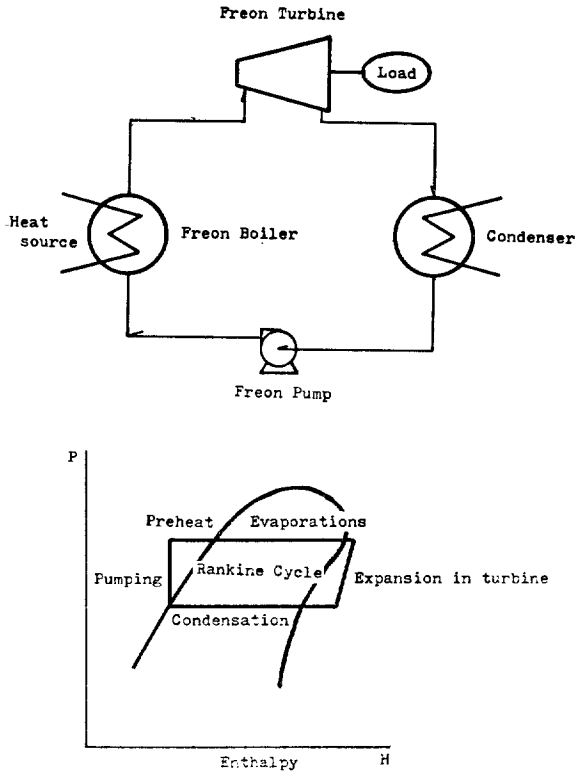 Freon Turbine
Load
Heat
source
Freon Boiler
Condenser
Freon Pump
P
Preheat
Evaporations
Pumping
Rankine Cycle
Expansion in turbine
Condensation
Enthalpy
H